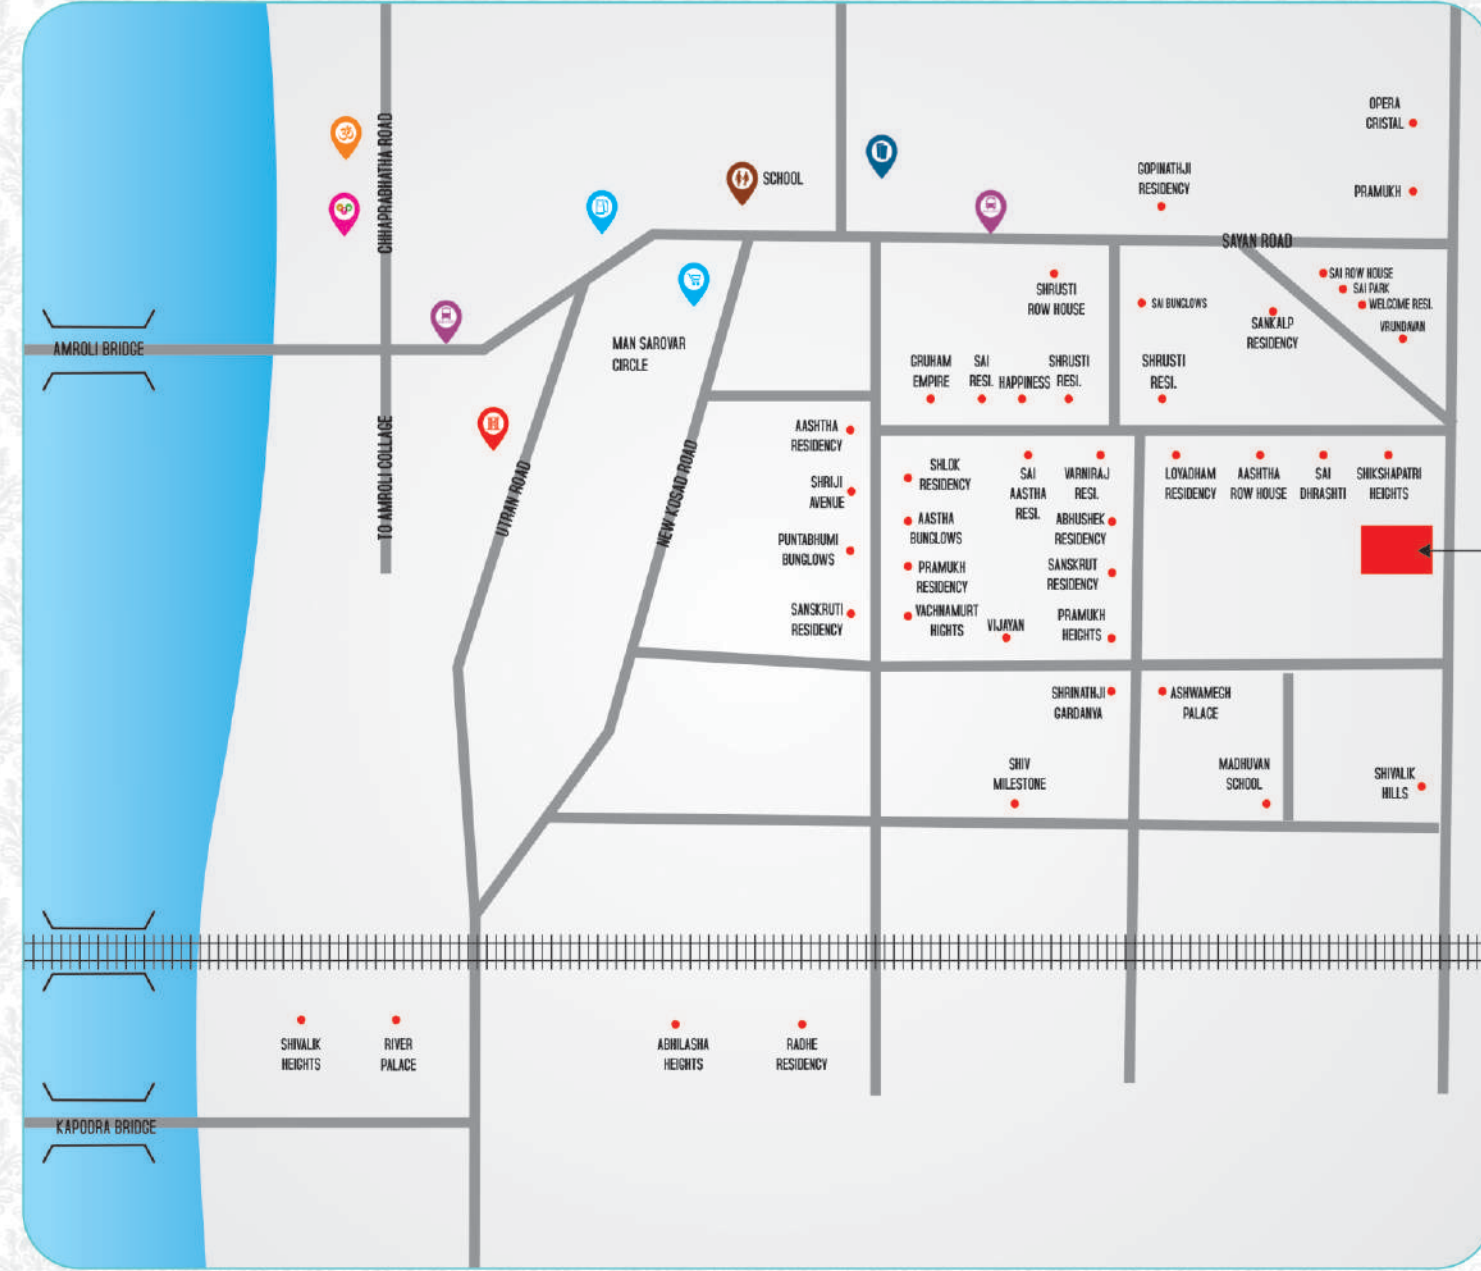 OPERA
CRISTAL
PRAMUKH
GOPINATHJI
RESIDENCY
SCHOOL
CHHAPRABHATHA ROAD
SAYAN ROAD
SAI ROW HOUSE
SAI PARK
WELCOME RESI.
VRUNDAVAN
SHRUSTI
ROW HOUSE
SAI BUNGLOWS
SANKALP
RESIDENCY
AMROLI BRIDGE
MAN SAROVAR
CIRCLE
GRUHAM
EMPIRE
SAI
RESI.
HAPPINESS
SHRUSTI
RESI.
SHRUSTI
RESI.
TO AMROLI COLLAGE
UTRAN ROAD
NEW KOSAD ROAD
AASHTHA
RESIDENCY
SHRIJI
AVENUE
PUNTABHUMI
BUNGLOWS
SANSKRUTI
RESIDENCY
SHLOK
RESIDENCY
AASTHA
BUNGLOWS
PRAMUKH
RESIDENCY
VACHNAMURT
HIGHTS
SAI
AASTHA
RESI.
VARNIRAJ
RESI.
ABHUSHEK
RESIDENCY
SANSKRUT
RESIDENCY
VIJAYAN
PRAMUKH
HEIGHTS
LOYADHAM
RESIDENCY
AASHTHA
ROW HOUSE
SAI
DHRASHTI
SHIKSHAPATRI
HEIGHTS
SHRINATHJI
GARDANYA
ASHWAMEGH
PALACE
SHIV
MILESTONE
MADHUVAN
SCHOOL
SHIVALIK
HILLS
SHIVALIK
HEIGHTS
RIVER
PALACE
ABHILASHA
HEIGHTS
RADHE
RESIDENCY
KAPODRA BRIDGE